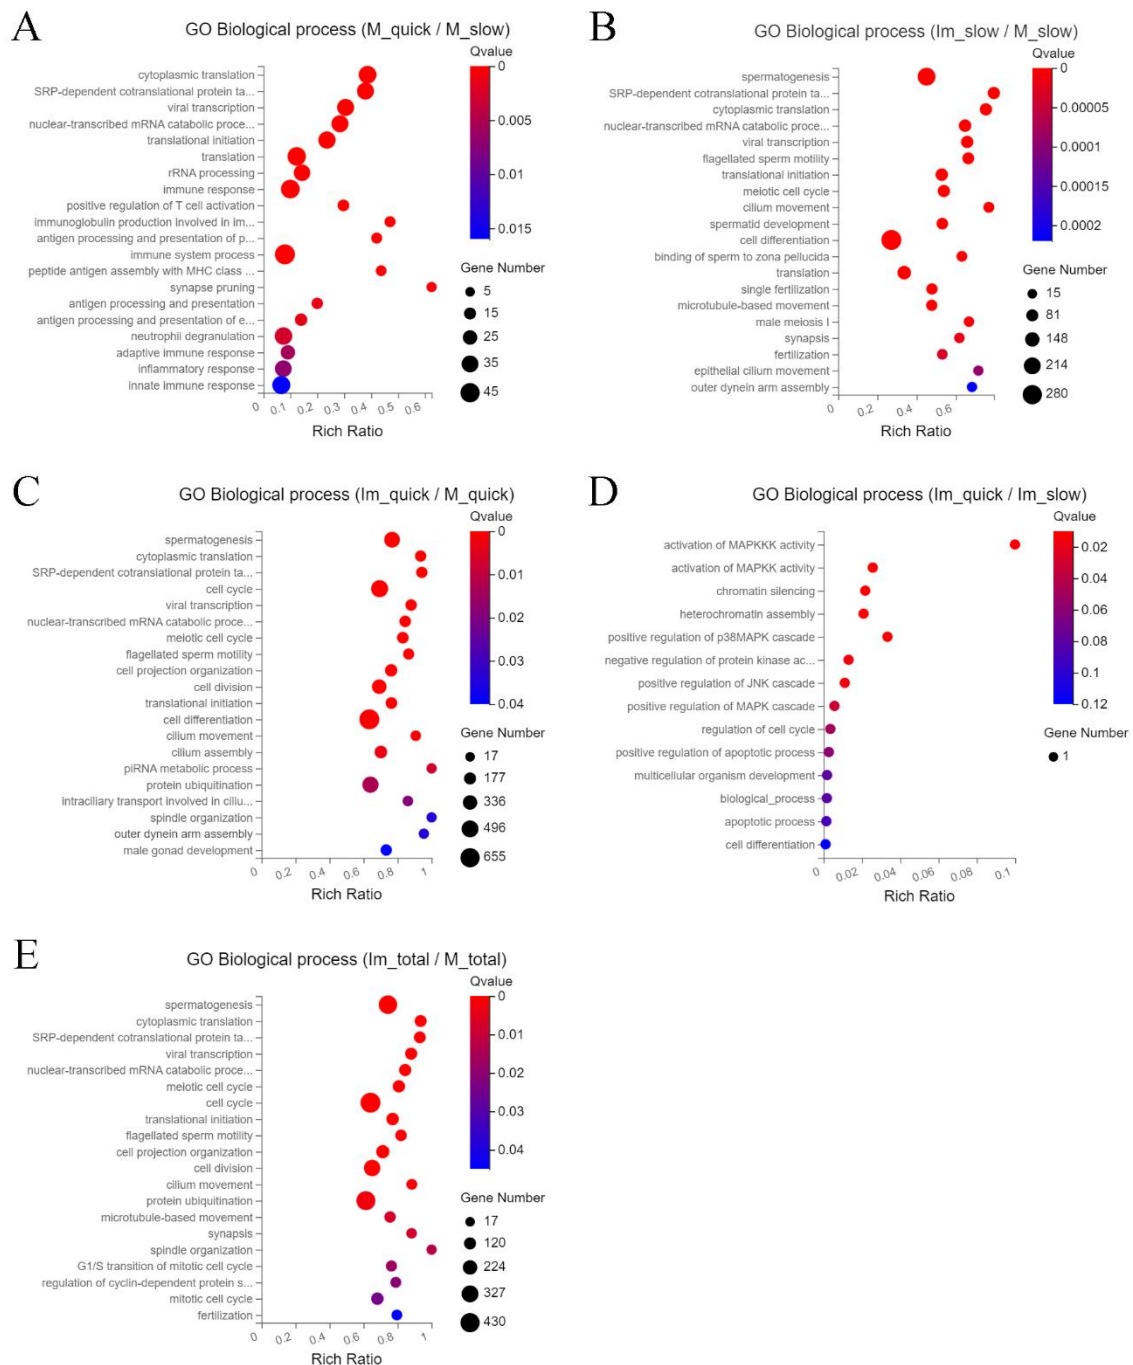 A
GO Biological process (M_quick / M_slow)
Qvalue
cytoplasmic translation
SRP-dependent cotranslational protein ta...
viral transcription
nuclear-transcribed mRNA catabolic proce...
translational initiation
translation
rRNA processing
immune response
positive regulation of T cell activation
immunoglobulin production involved in im...
antigen processing and presentation of p...
immune system process
peptide antigen assembly with MHC class ...
synapse pruning
antigen processing and presentation
antigen processing and presentation of e...
neutrophil degranulation
adaptive immune response
inflammatory response
innate immune response
0
0.005
0.01
0.015
Gene Number
5
15
25
35
45
0 0.1 0.2 0.3 0.4 0.5 0.6
Rich Ratio
B
GO Biological process (Im_slow / M_slow)
Qvalue
spermatogenesis
SRP-dependent cotranslational protein ta...
cytoplasmic translation
nuclear-transcribed mRNA catabolic proce...
viral transcription
flagellated sperm motility
translational initiation
meiotic cell cycle
cilium movement
spermatid development
cell differentiation
binding of sperm to zona pellucida
translation
single fertilization
microtubule-based movement
male meiosis I
synapsis
fertilization
epithelial cilium movement
outer dynein arm assembly
0
0.00005
0.0001
0.00015
0.0002
Gene Number
15
81
148
214
280
0 0.2 0.4 0.6
Rich Ratio
C
GO Biological process (Im_quick / M_quick)
Qvalue
spermatogenesis
cytoplasmic translation
SRP-dependent cotranslational protein ta...
cell cycle
viral transcription
nuclear-transcribed mRNA catabolic proce...
meiotic cell cycle
flagellated sperm motility
cell projection organization
cell division
translational initiation
cell differentiation
cilium movement
cilium assembly
piRNA metabolic process
protein ubiquitination
intraciliary transport involved in ciliu...
spindle organization
outer dynein arm assembly
male gonad development
0
0.01
0.02
0.03
0.04
Gene Number
17
177
336
496
655
0 0.2 0.4 0.6 0.8 1
Rich Ratio
D
GO Biological process (Im_quick / Im_slow)
Qvalue
activation of MAPKKK activity
activation of MAPKK activity
chromatin silencing
heterochromatin assembly
positive regulation of p38MAPK cascade
negative regulation of protein kinase ac...
positive regulation of JNK cascade
positive regulation of MAPK cascade
regulation of cell cycle
positive regulation of apoptotic process
multicellular organism development
biological_process
apoptotic process
cell differentiation
0.02
0.04
0.06
0.08
0.1
0.12
Gene Number
1
0 0.02 0.04 0.06 0.08 0.1
Rich Ratio
E
GO Biological process (Im_total / M_total)
Qvalue
spermatogenesis
cytoplasmic translation
SRP-dependent cotranslational protein ta...
viral transcription
nuclear-transcribed mRNA catabolic proce...
meiotic cell cycle
cell cycle
translational initiation
flagellated sperm motility
cell projection organization
cell division
cilium movement
protein ubiquitination
microtubule-based movement
synapsis
spindle organization
G1/S transition of mitotic cell cycle
regulation of cyclin-dependent protein s...
mitotic cell cycle
fertilization
0
0.01
0.02
0.03
0.04
Gene Number
17
120
224
327
430
0 0.2 0.4 0.6 0.8 1
Rich Ratio